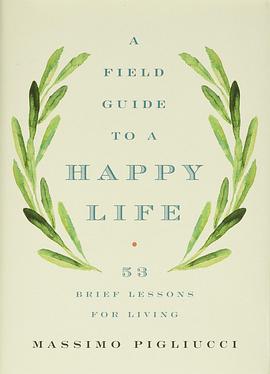 A
FIELD
GUIDE
TO A
HAPPY
LIFE
53
BRIEF LESSONS
FOR LIVING
MASSIMO PIGLIUCCI